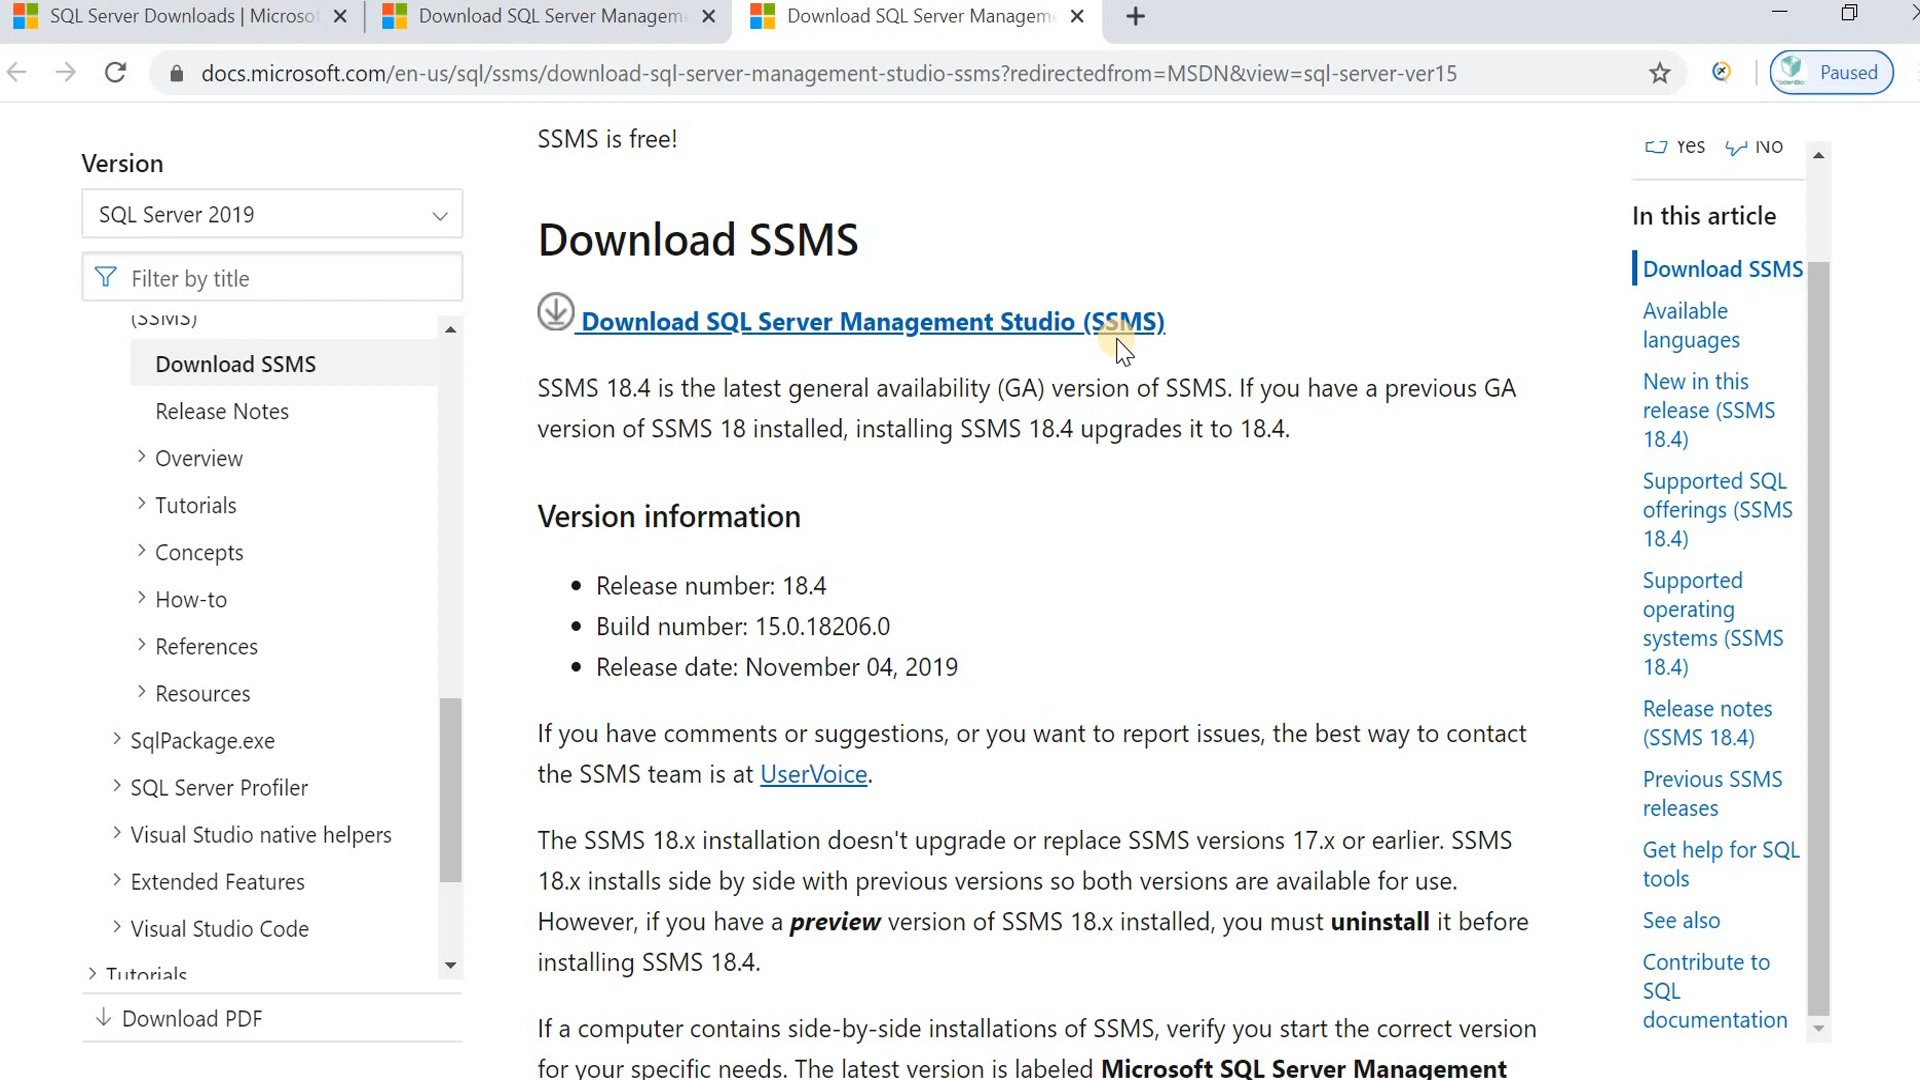 SQL Server Downloads | Microsof
Download SQL Server Managem
Download SQL Server Managem
docs.microsoft.com/en-us/sql/ssms/download-sql-server-management-studio-ssms?redirectedfrom=MSDN&view=sql-server-ver15
Paused
Version
SQL Server 2019
Filter by title
(SSMS)
Download SSMS
Release Notes
Overview
Tutorials
Concepts
How-to
References
Resources
SqlPackage.exe
SQL Server Profiler
Visual Studio native helpers
Extended Features
Visual Studio Code
Tutorials
Download PDF
SSMS is free!
Download SSMS
Download SQL Server Management Studio (SSMS)
SSMS 18.4 is the latest general availability (GA) version of SSMS. If you have a previous GA
version of SSMS 18 installed, installing SSMS 18.4 upgrades it to 18.4.
Version information
• Release number: 18.4
• Build number: 15.0.18206.0
• Release date: November 04, 2019
If you have comments or suggestions, or you want to report issues, the best way to contact
the SSMS team is at UserVoice.
The SSMS 18.x installation doesn't upgrade or replace SSMS versions 17.x or earlier. SSMS
18.x installs side by side with previous versions so both versions are available for use.
However, if you have a preview version of SSMS 18.x installed, you must uninstall it before
installing SSMS 18.4.
If a computer contains side-by-side installations of SSMS, verify you start the correct version
for your specific needs. The latest version is labeled Microsoft SQL Server Management
Yes No
In this article
Download SSMS
Available
languages
New in this
release (SSMS
18.4)
Supported SQL
offerings (SSMS
18.4)
Supported
operating
systems (SSMS
18.4)
Release notes
(SSMS 18.4)
Previous SSMS
releases
Get help for SQL
tools
See also
Contribute to
SQL
documentation